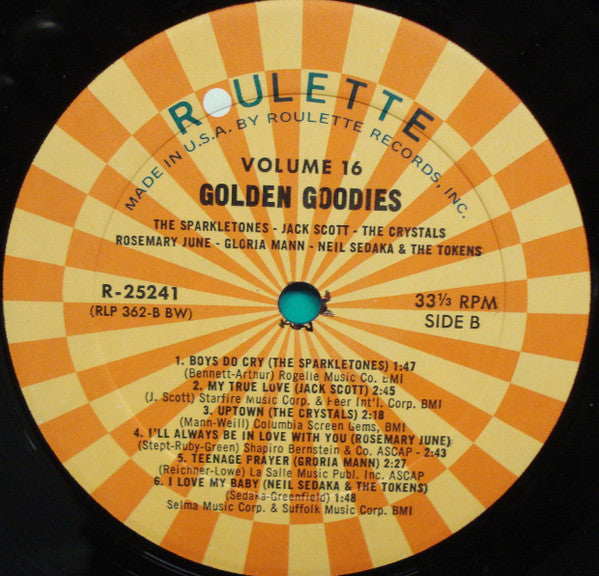 ROULETTE
MADE IN U.S.A. BY ROULETTE RECORDS, INC.
VOLUME 16
GOLDEN GOODIES
THE SPARKLETONES - JACK SCOTT - THE CRYSTALS
ROSEMARY JUNE - GLORIA MANN - NEIL SEDAKA & THE TOKENS
R-25241
(RLP 362-B BW)
33⅓ RPM
SIDE B
1. BOYS DO CRY (THE SPARKLETONES) 1:47
(Bennett-Arthur) Rogelle Music Co. BMI
2. MY TRUE LOVE (JACK SCOTT) 2:45
(J. Scott) Starfire Music Corp. & Peer Int'l. Corp. BMI
3. UPTOWN (THE CRYSTALS) 2:18
(Mann-Weill) Columbia Screen Gems, BMI
4. I'LL ALWAYS BE IN LOVE WITH YOU (ROSEMARY JUNE)
(Stept-Ruby-Green) Shapiro Bernstein & Co. ASCAP - 2:43
5. TEENAGE PRAYER (GRORIA MANN) 2:27
(Reichner-Lowe) La Salle Music Publ. Inc. ASCAP
6. I LOVE MY BABY (NEIL SEDAKA & THE TOKENS)
(Sedaka-Greenfield) 1:48
Selma Music Corp. & Suffolk Music Corp. BMI